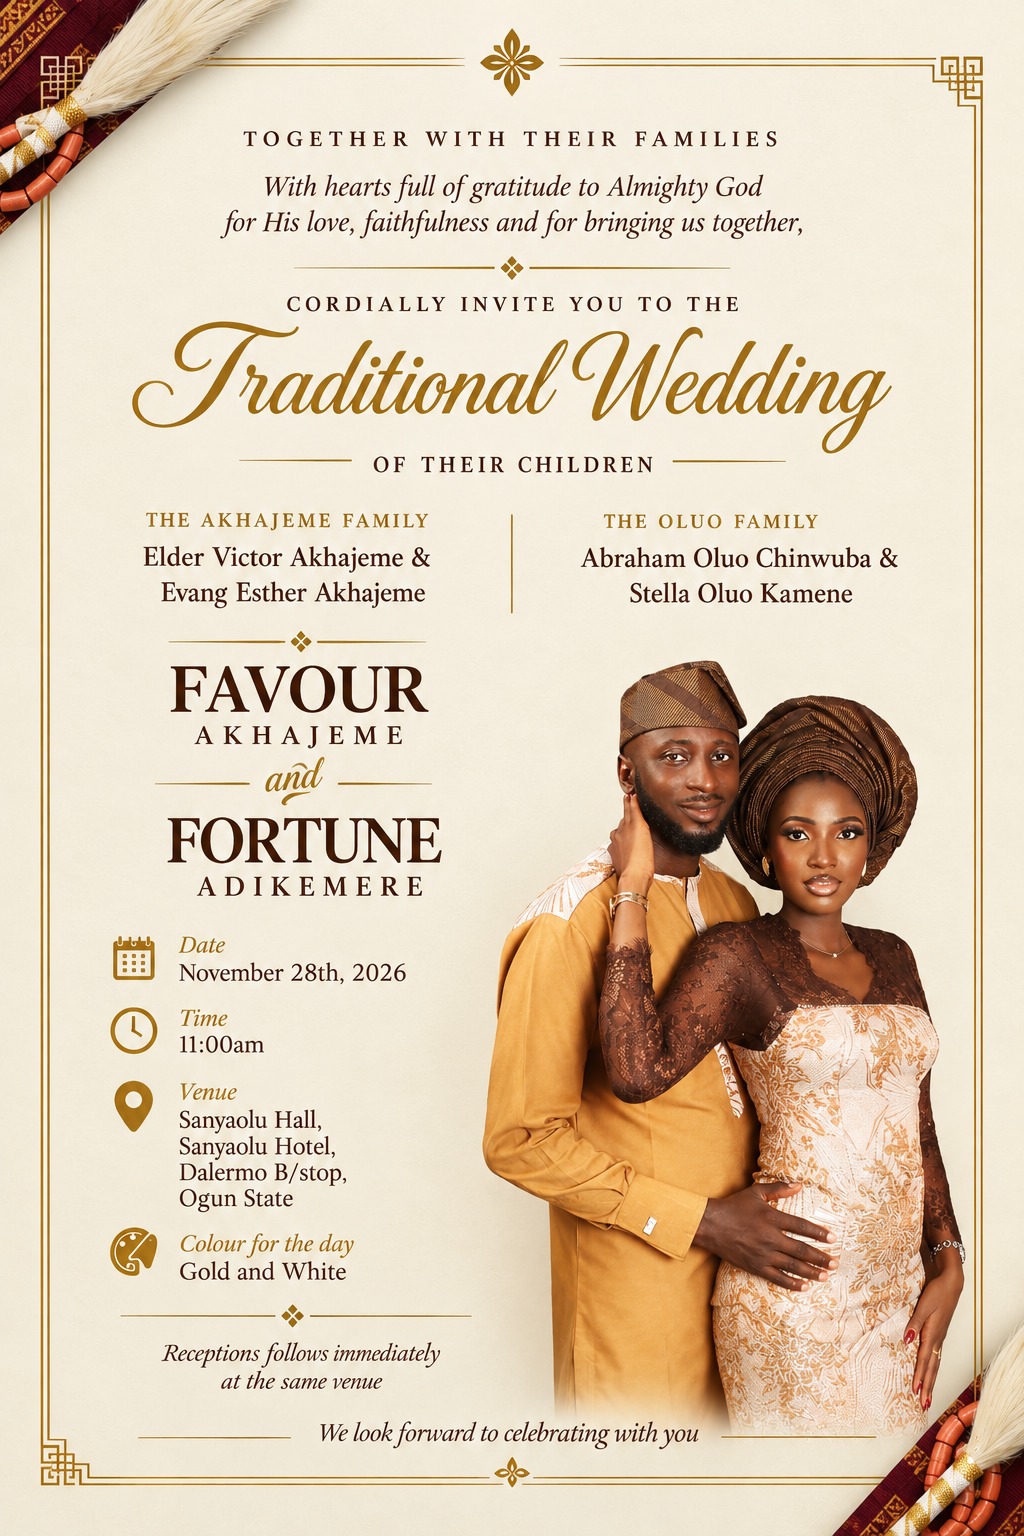 TOGETHER WITH THEIR FAMILIES
With hearts full of gratitude to Almighty God
for His love, faithfulness and for bringing us together,
CORDIALLY INVITE YOU TO THE
Traditional Wedding
OF THEIR CHILDREN
THE AKHAJEME FAMILY
Elder Victor Akhajeme &
Evang Esther Akhajeme
THE OLUO FAMILY
Abraham Oluo Chinwuba &
Stella Oluo Kamene
FAVOUR
AKHAJEME
and
FORTUNE
ADIKEMERE
Date
November 28th, 2026
Time
11:00am
Venue
Sanyaolu Hall,
Sanyaolu Hotel,
Dalermo B/stop,
Ogun State
Colour for the day
Gold and White
Receptions follows immediately
at the same venue
We look forward to celebrating with you